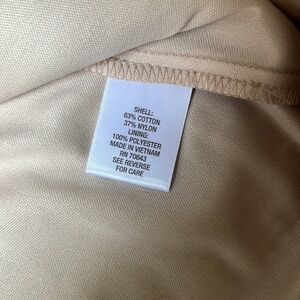 SHELL:
63% COTTON
37% NYLON
LINING:
100% POLYESTER
MADE IN VIETNAM
RN 70643
SEE REVERSE
FOR CARE